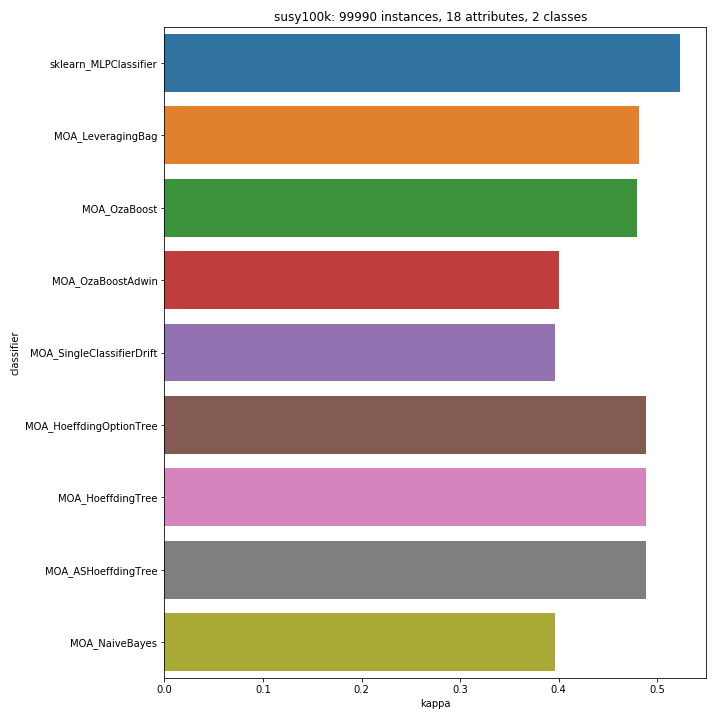 susy100k: 99990 instances, 18 attributes, 2 classes
sklearn_MLPClassifier
MOA_LeveragingBag
MOA_OzaBoost
MOA_OzaBoostAdwin
MOA_SingleClassifierDrift
MOA_HoeffdingOptionTree
MOA_HoeffdingTree
MOA_ASHoeffdingTree
MOA_NaiveBayes
classifier
0.0 0.1 0.2 0.3 0.4 0.5
kappa